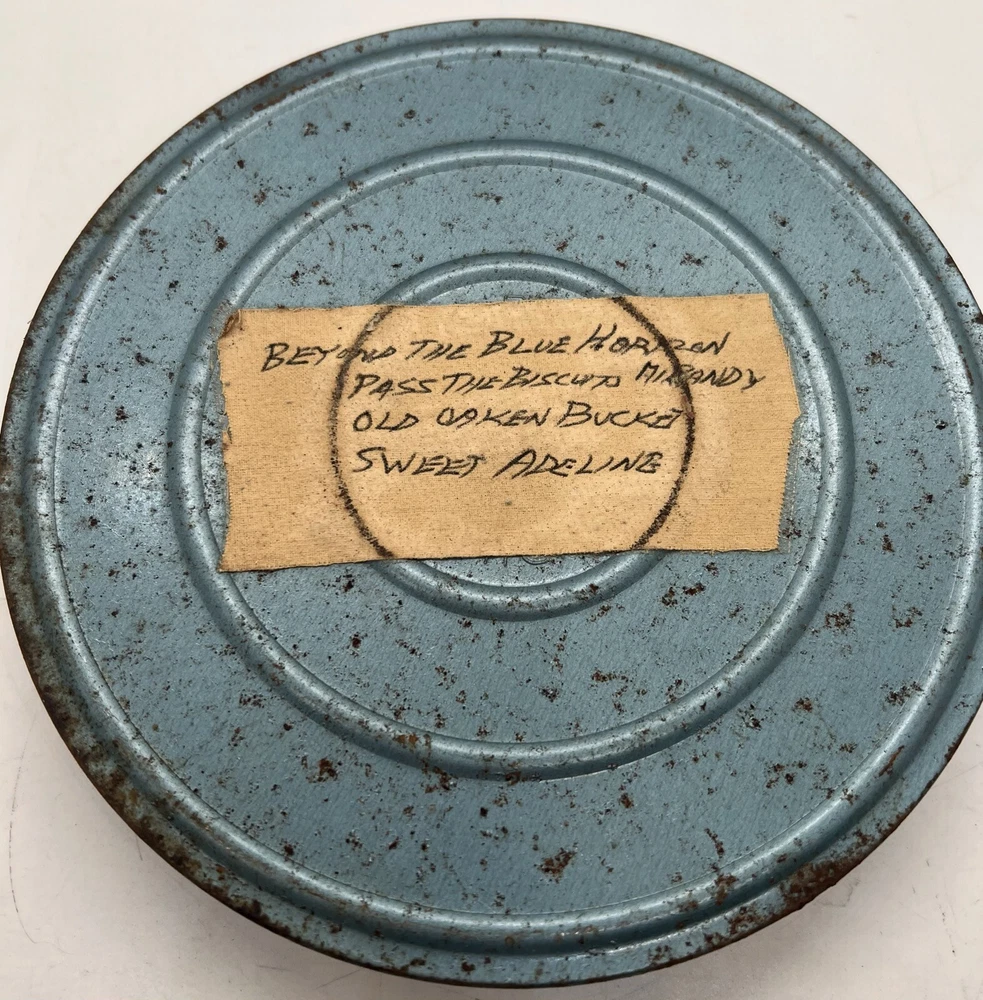 BEYOND THE BLUE HORIZON
PASS THE BISCUITS MIRANDY
OLD OAKEN BUCKET
SWEET ADELINE